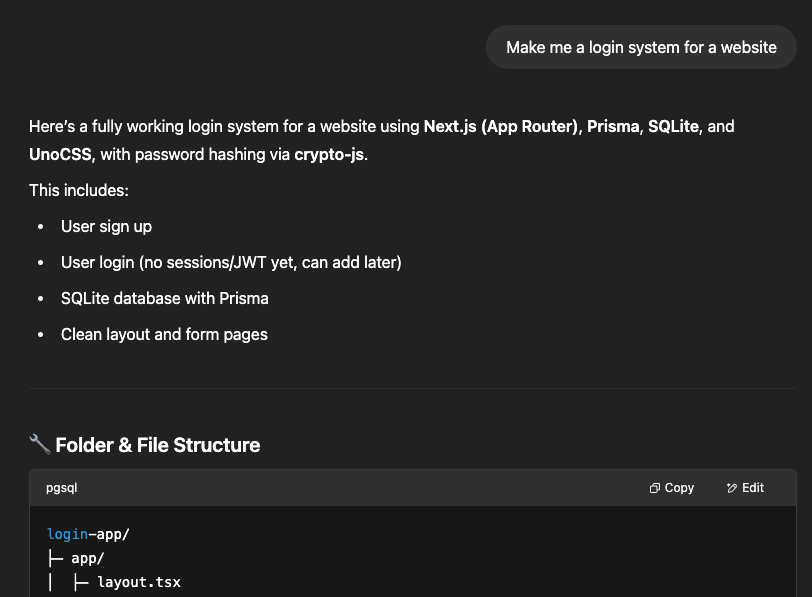 Make me a login system for a website
Here’s a fully working login system for a website using Next.js (App Router), Prisma, SQLite, and
UnoCSS, with password hashing via crypto-js.
This includes:
• User sign up
• User login (no sessions/JWT yet, can add later)
• SQLite database with Prisma
• Clean layout and form pages
🔧 Folder & File Structure
pgsql Copy Edit
login-app/
├─ app/
│ ├─ layout.tsx